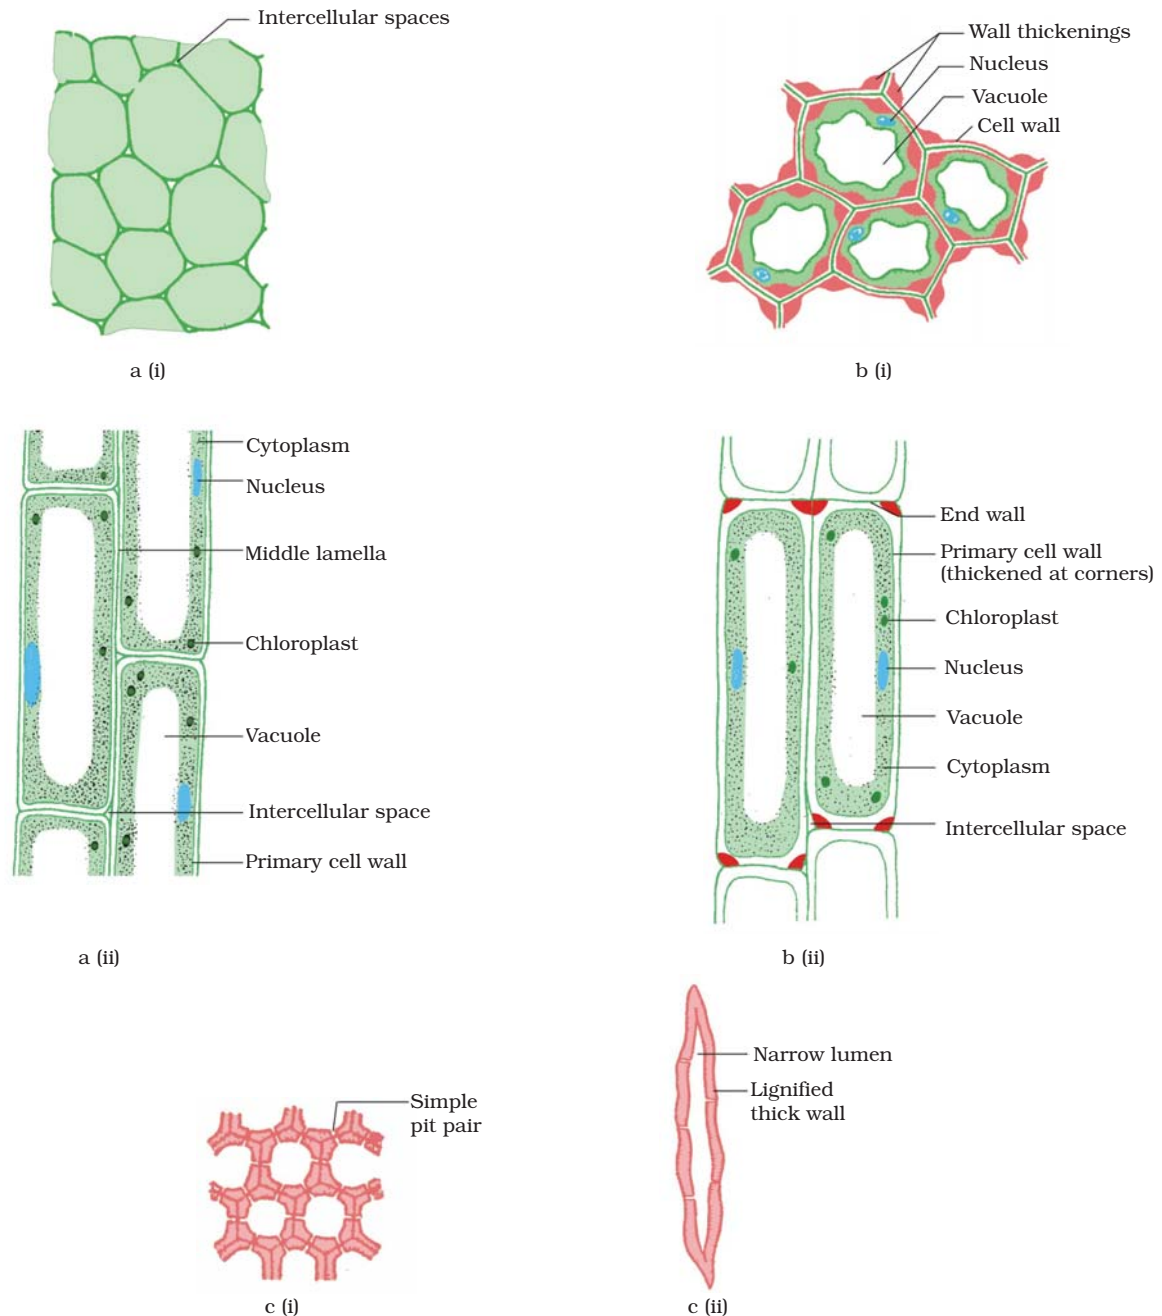 Intercellular spaces
Wall thickenings
Nucleus
Vacuole
Cell wall
a (i)
b (i)
Cytoplasm
Nucleus
Middle lamella
Chloroplast
Vacuole
Intercellular space
Primary cell wall
a (ii)
End wall
Primary cell wall
(thickened at corners)
Chloroplast
Nucleus
Vacuole
Cytoplasm
Intercellular space
b (ii)
Simple
pit pair
c (i)
Narrow lumen
Lignified
thick wall
c (ii)